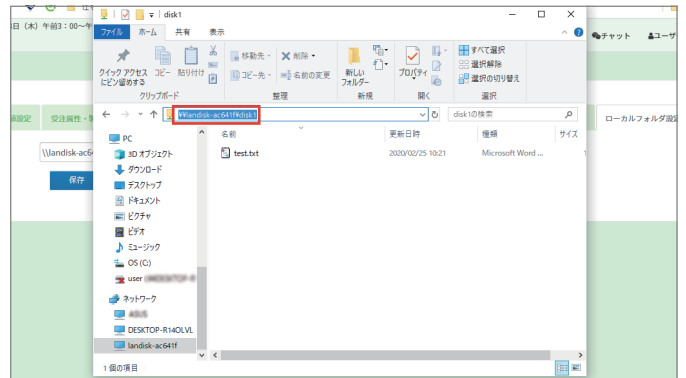 disk1
日（木）午前3：00～午
ファイル ホーム 共有 表示
チャット ユーザ
クイック アクセス にピン留めする
コピー 貼り付け
移動先 削除
コピー先 名前の変更
新しい フォルダー
プロパティ 開く
すべて選択
選択解除
選択の切り替え
クリップボード 整理 新規 開く 選択
受注属性・
ローカルフォルダ設定
¥¥landisk-ac641f¥disk1
disk1の検索
名前 更新日時 種類 サイズ
test.txt 2020/02/25 10:21 Microsoft Word ... 1
\\landisk-ac6
保存
PC
3D オブジェクト
ダウンロード
デスクトップ
ドキュメント
ピクチャ
ビデオ
ミュージック
OS (C:)
user
ネットワーク
ASUS
DESKTOP-R14OLVL
landisk-ac641f
1 個の項目